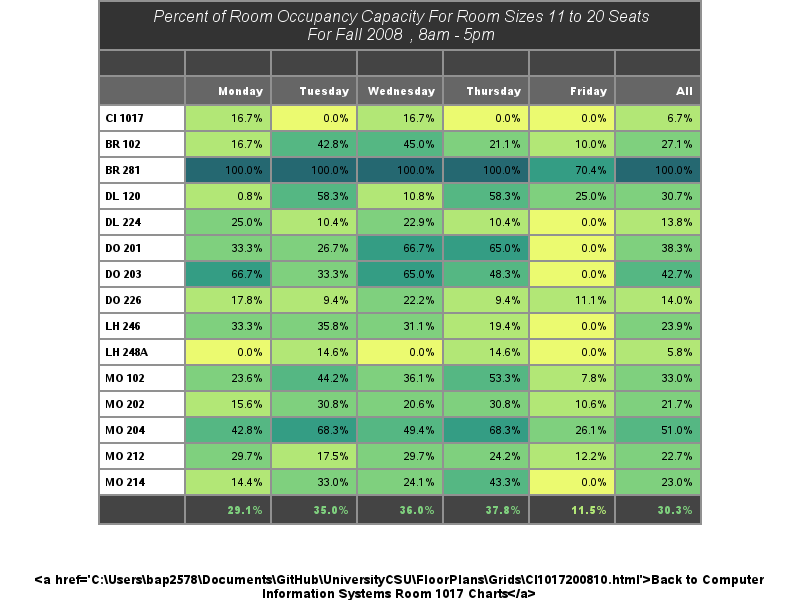 Percent of Room Occupancy Capacity For Room Sizes 11 to 20 Seats
For Fall 2008 , 8am - 5pm
Monday Tuesday Wednesday Thursday Friday All
CI 1017 16.7% 0.0% 16.7% 0.0% 0.0% 6.7%
BR 102 16.7% 42.8% 45.0% 21.1% 10.0% 27.1%
BR 281 100.0% 100.0% 100.0% 100.0% 70.4% 100.0%
DL 120 0.8% 58.3% 10.8% 58.3% 25.0% 30.7%
DL 224 25.0% 10.4% 22.9% 10.4% 0.0% 13.8%
DO 201 33.3% 26.7% 66.7% 65.0% 0.0% 38.3%
DO 203 66.7% 33.3% 65.0% 48.3% 0.0% 42.7%
DO 226 17.8% 9.4% 22.2% 9.4% 11.1% 14.0%
LH 246 33.3% 35.8% 31.1% 19.4% 0.0% 23.9%
LH 248A 0.0% 14.6% 0.0% 14.6% 0.0% 5.8%
MO 102 23.6% 44.2% 36.1% 53.3% 7.8% 33.0%
MO 202 15.6% 30.8% 20.6% 30.8% 10.6% 21.7%
MO 204 42.8% 68.3% 49.4% 68.3% 26.1% 51.0%
MO 212 29.7% 17.5% 29.7% 24.2% 12.2% 22.7%
MO 214 14.4% 33.0% 24.1% 43.3% 0.0% 23.0%
29.1% 35.0% 36.0% 37.8% 11.5% 30.3%
<a href='C:\Users\bap2578\Documents\GitHub\UniversityCSU\FloorPlans\Grids\CI1017200810.html'>Back to Computer
Information Systems Room 1017 Charts</a>